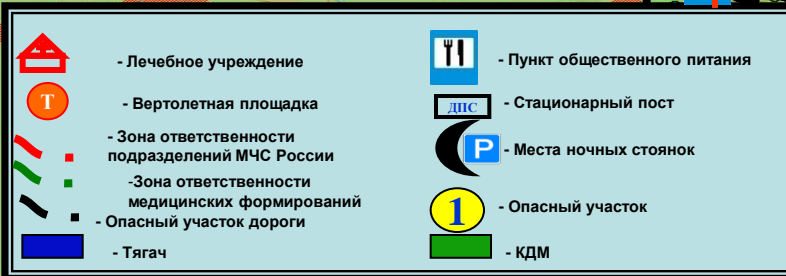 - Лечебное учреждение
Т
- Вертолетная площадка
- Зона ответственности
подразделений МЧС России
-Зона ответственности
медицинских формирований
- Опасный участок дороги
- Тягач
- Пункт общественного питания
ДПС
- Стационарный пост
P
- Места ночных стоянок
1
- Опасный участок
- КДМ